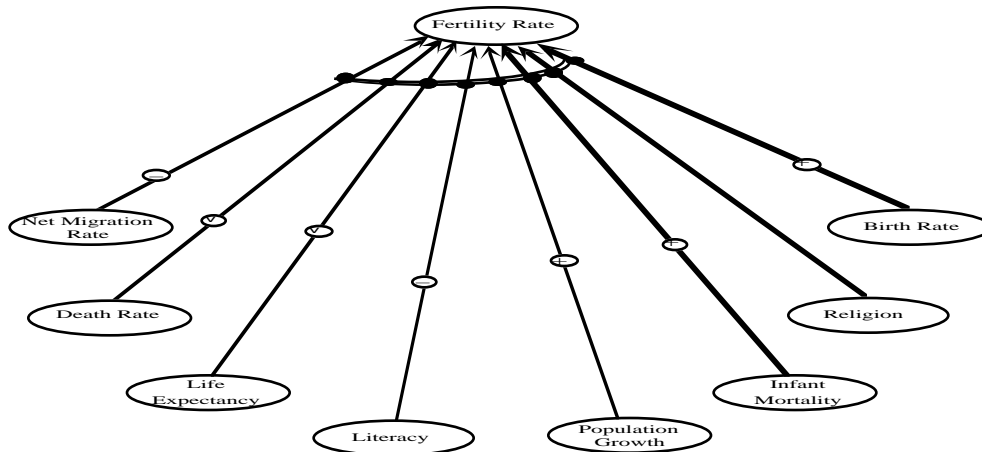 Fertility Rate
−
+
Net Migration
Rate
v
Birth Rate
v
+
+
−
Death Rate
Religion
Life
Expectancy
Infant
Mortality
Literacy
Population
Growth